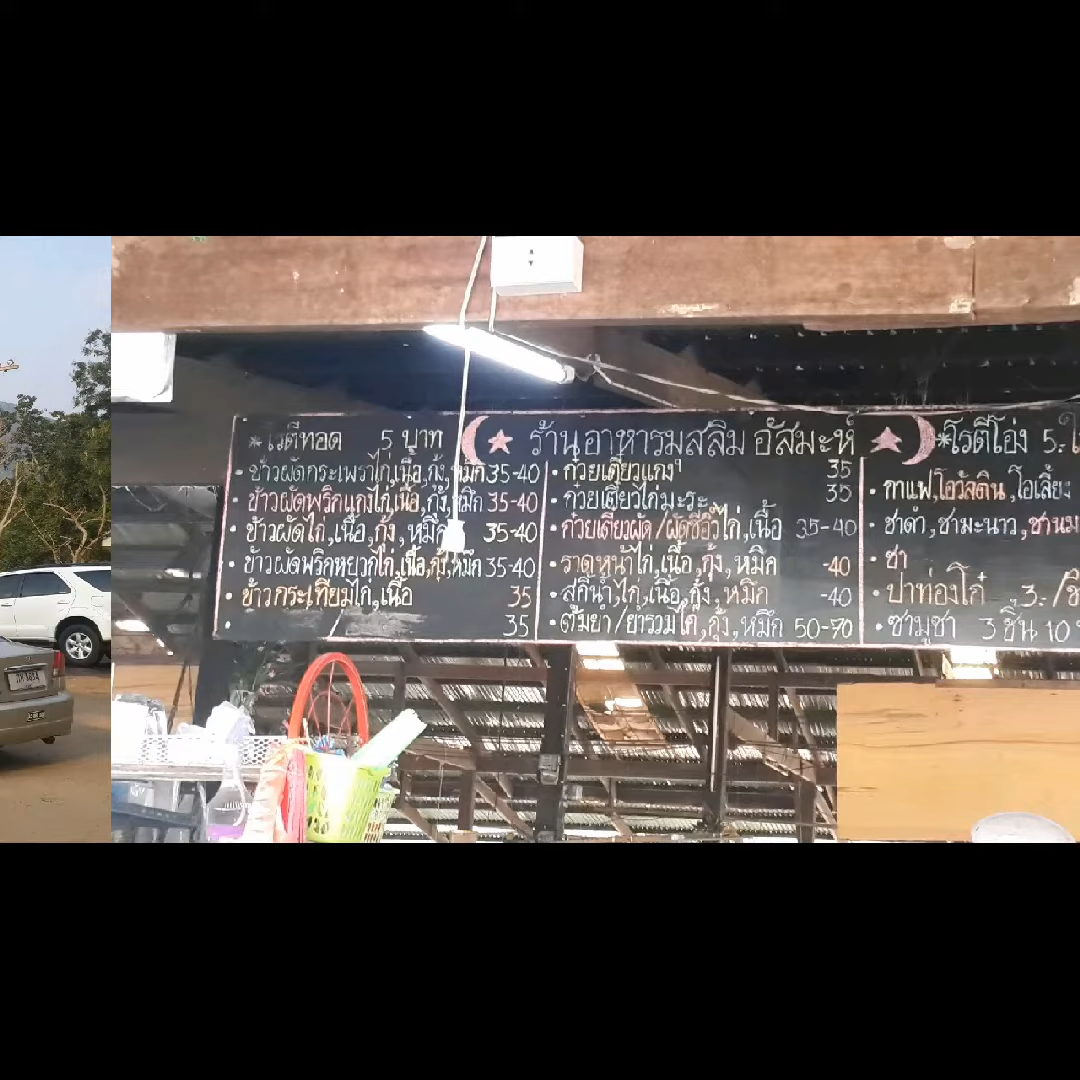 *โรตีทอด 5 บาท
• ข้าวผัดกระเพราไก่,เนื้อ,กุ้ง,หมึก 35-40
• ข้าวผัดพริกแกงไก่,เนื้อ,กุ้ง,หมึก 35-40
• ข้าวผัดไก่,เนื้อ,กุ้ง,หมึก 35-40
• ข้าวผัดพริกหยวกไก่,เนื้อ,กุ้ง,หมึก 35-40
• ข้าวกระเทียมไก่,เนื้อ 35
• 35
ร้านอาหารมุสลิม อัสมะห์
• ก๋วยเตี๋ยวแกง 35
• ก๋วยเตี๋ยวไก่มะระ 35
• ก๋วยเตี๋ยวผัด/ผัดซีอิ๊วไก่,เนื้อ 35-40
• ราดหน้าไก่,เนื้อ,กุ้ง,หมึก -40
• สุกี้น้ำ,ไก่,เนื้อ,กุ้ง,หมึก -40
• ต้มยำ/ยำรวมไก่,กุ้ง,หมึก 50-70
*โรตีโอ่ง 5.-
• กาแฟ,โอวัลติน,โอเลี้ยง
• ชาดำ,ชามะนาว,ชานม
• ชา
• ปาท่องโก๋ 3.-/ชิ้
• ซามูซา 3 ชิ้น 10